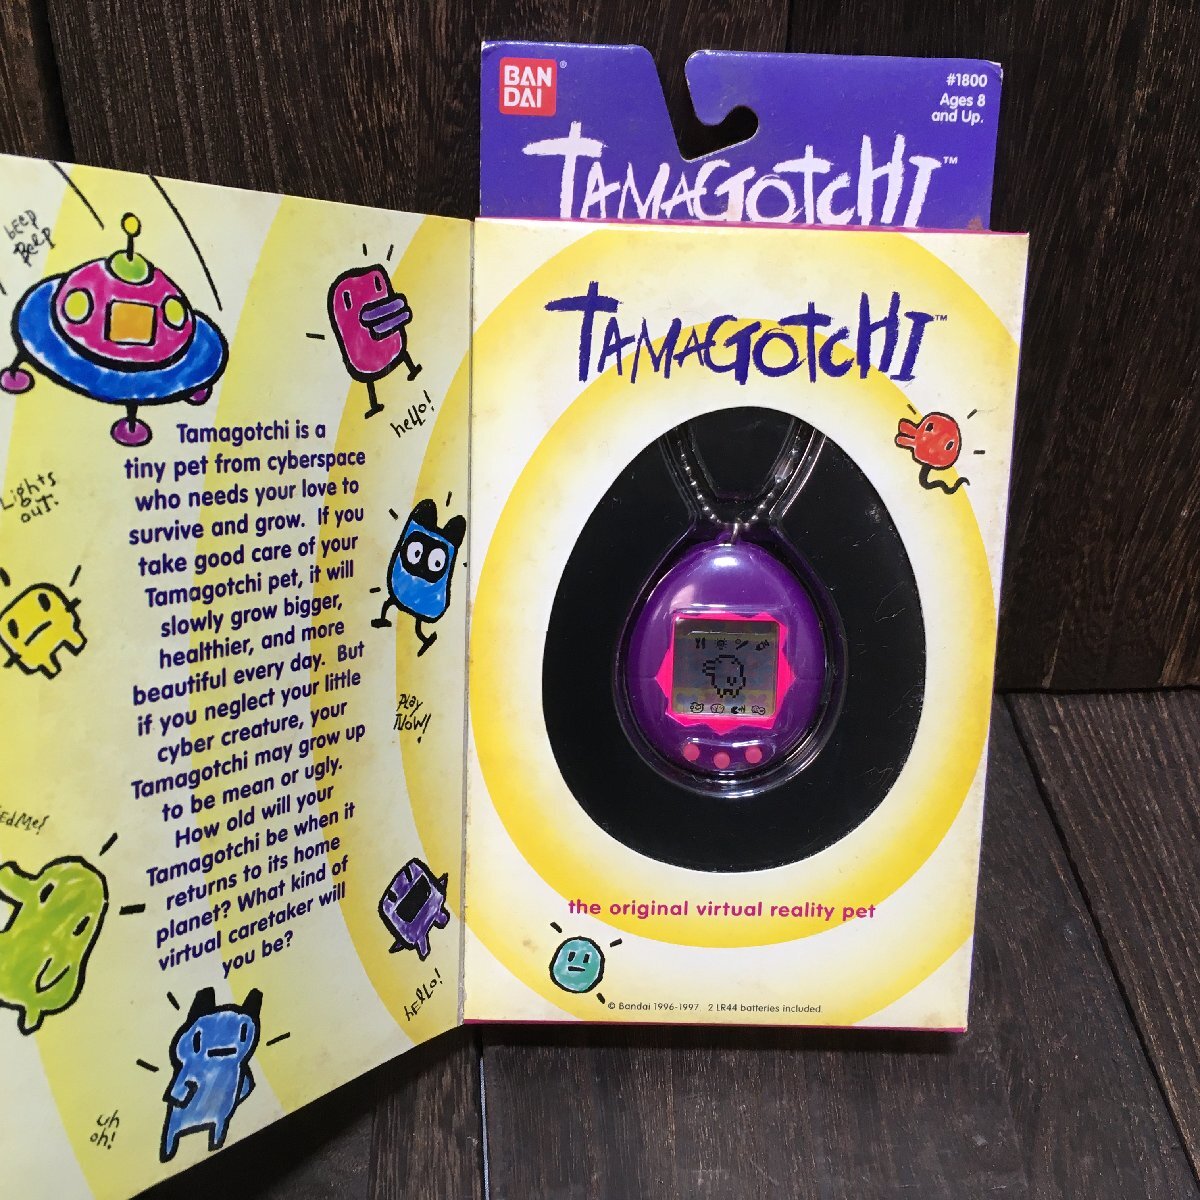 BAN
DAI®
#1800
Ages 8
and Up.
TAMAGOTCHI™
TAMAGOTCHI™
the original virtual reality pet
© Bandai 1996-1997. 2 LR44 batteries included.
bEEp
BEEp
hEllo!
Lights
out!
Tamagotchi is a
tiny pet from cyberspace
who needs your love to
survive and grow. If you
take good care of your
Tamagotchi pet, it will
slowly grow bigger,
healthier, and more
beautiful every day. But
if you neglect your little
cyber creature, your
Tamagotchi may grow up
to be mean or ugly.
How old will your
Tamagotchi be when it
returns to its home
planet? What kind of
virtual caretaker will
you be?
Play
Now!
EdMe!
hEllo!
uh
oh!